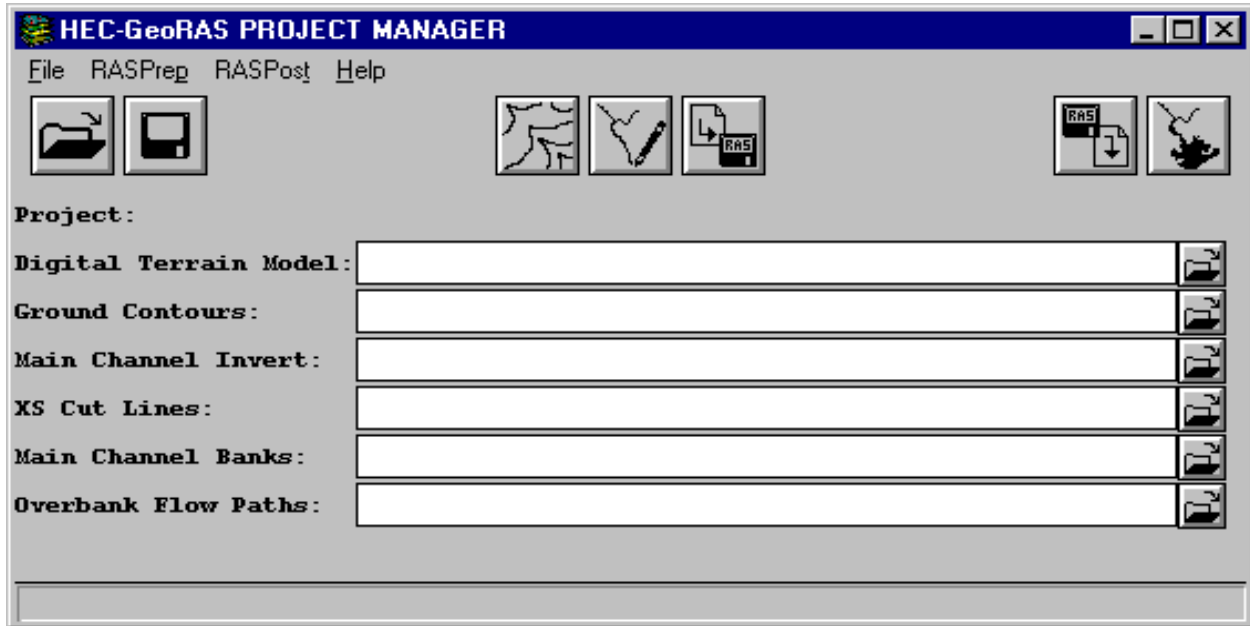 HEC-GeoRAS PROJECT MANAGER
File RASPrep RASPost Help
RAS RAS
Project:
Digital Terrain Model:
Ground Contours:
Main Channel Invert:
XS Cut Lines:
Main Channel Banks:
Overbank Flow Paths: